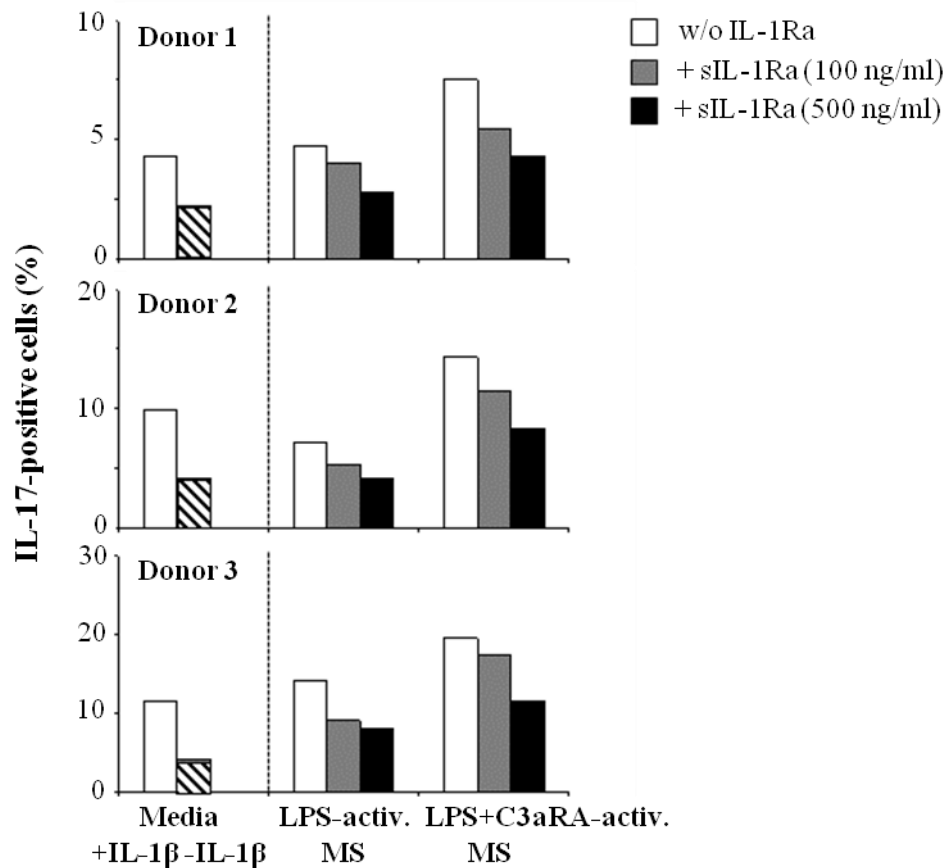 10
Donor 1
5
0
w/o IL-1Ra
+ sIL-1Ra (100 ng/ml)
+ sIL-1Ra (500 ng/ml)
IL-17-positive cells (%)
20
Donor 2
10
0
30
Donor 3
20
10
0
Media LPS-activ. LPS+C3aRA-activ.
+IL-1β -IL-1β MS MS